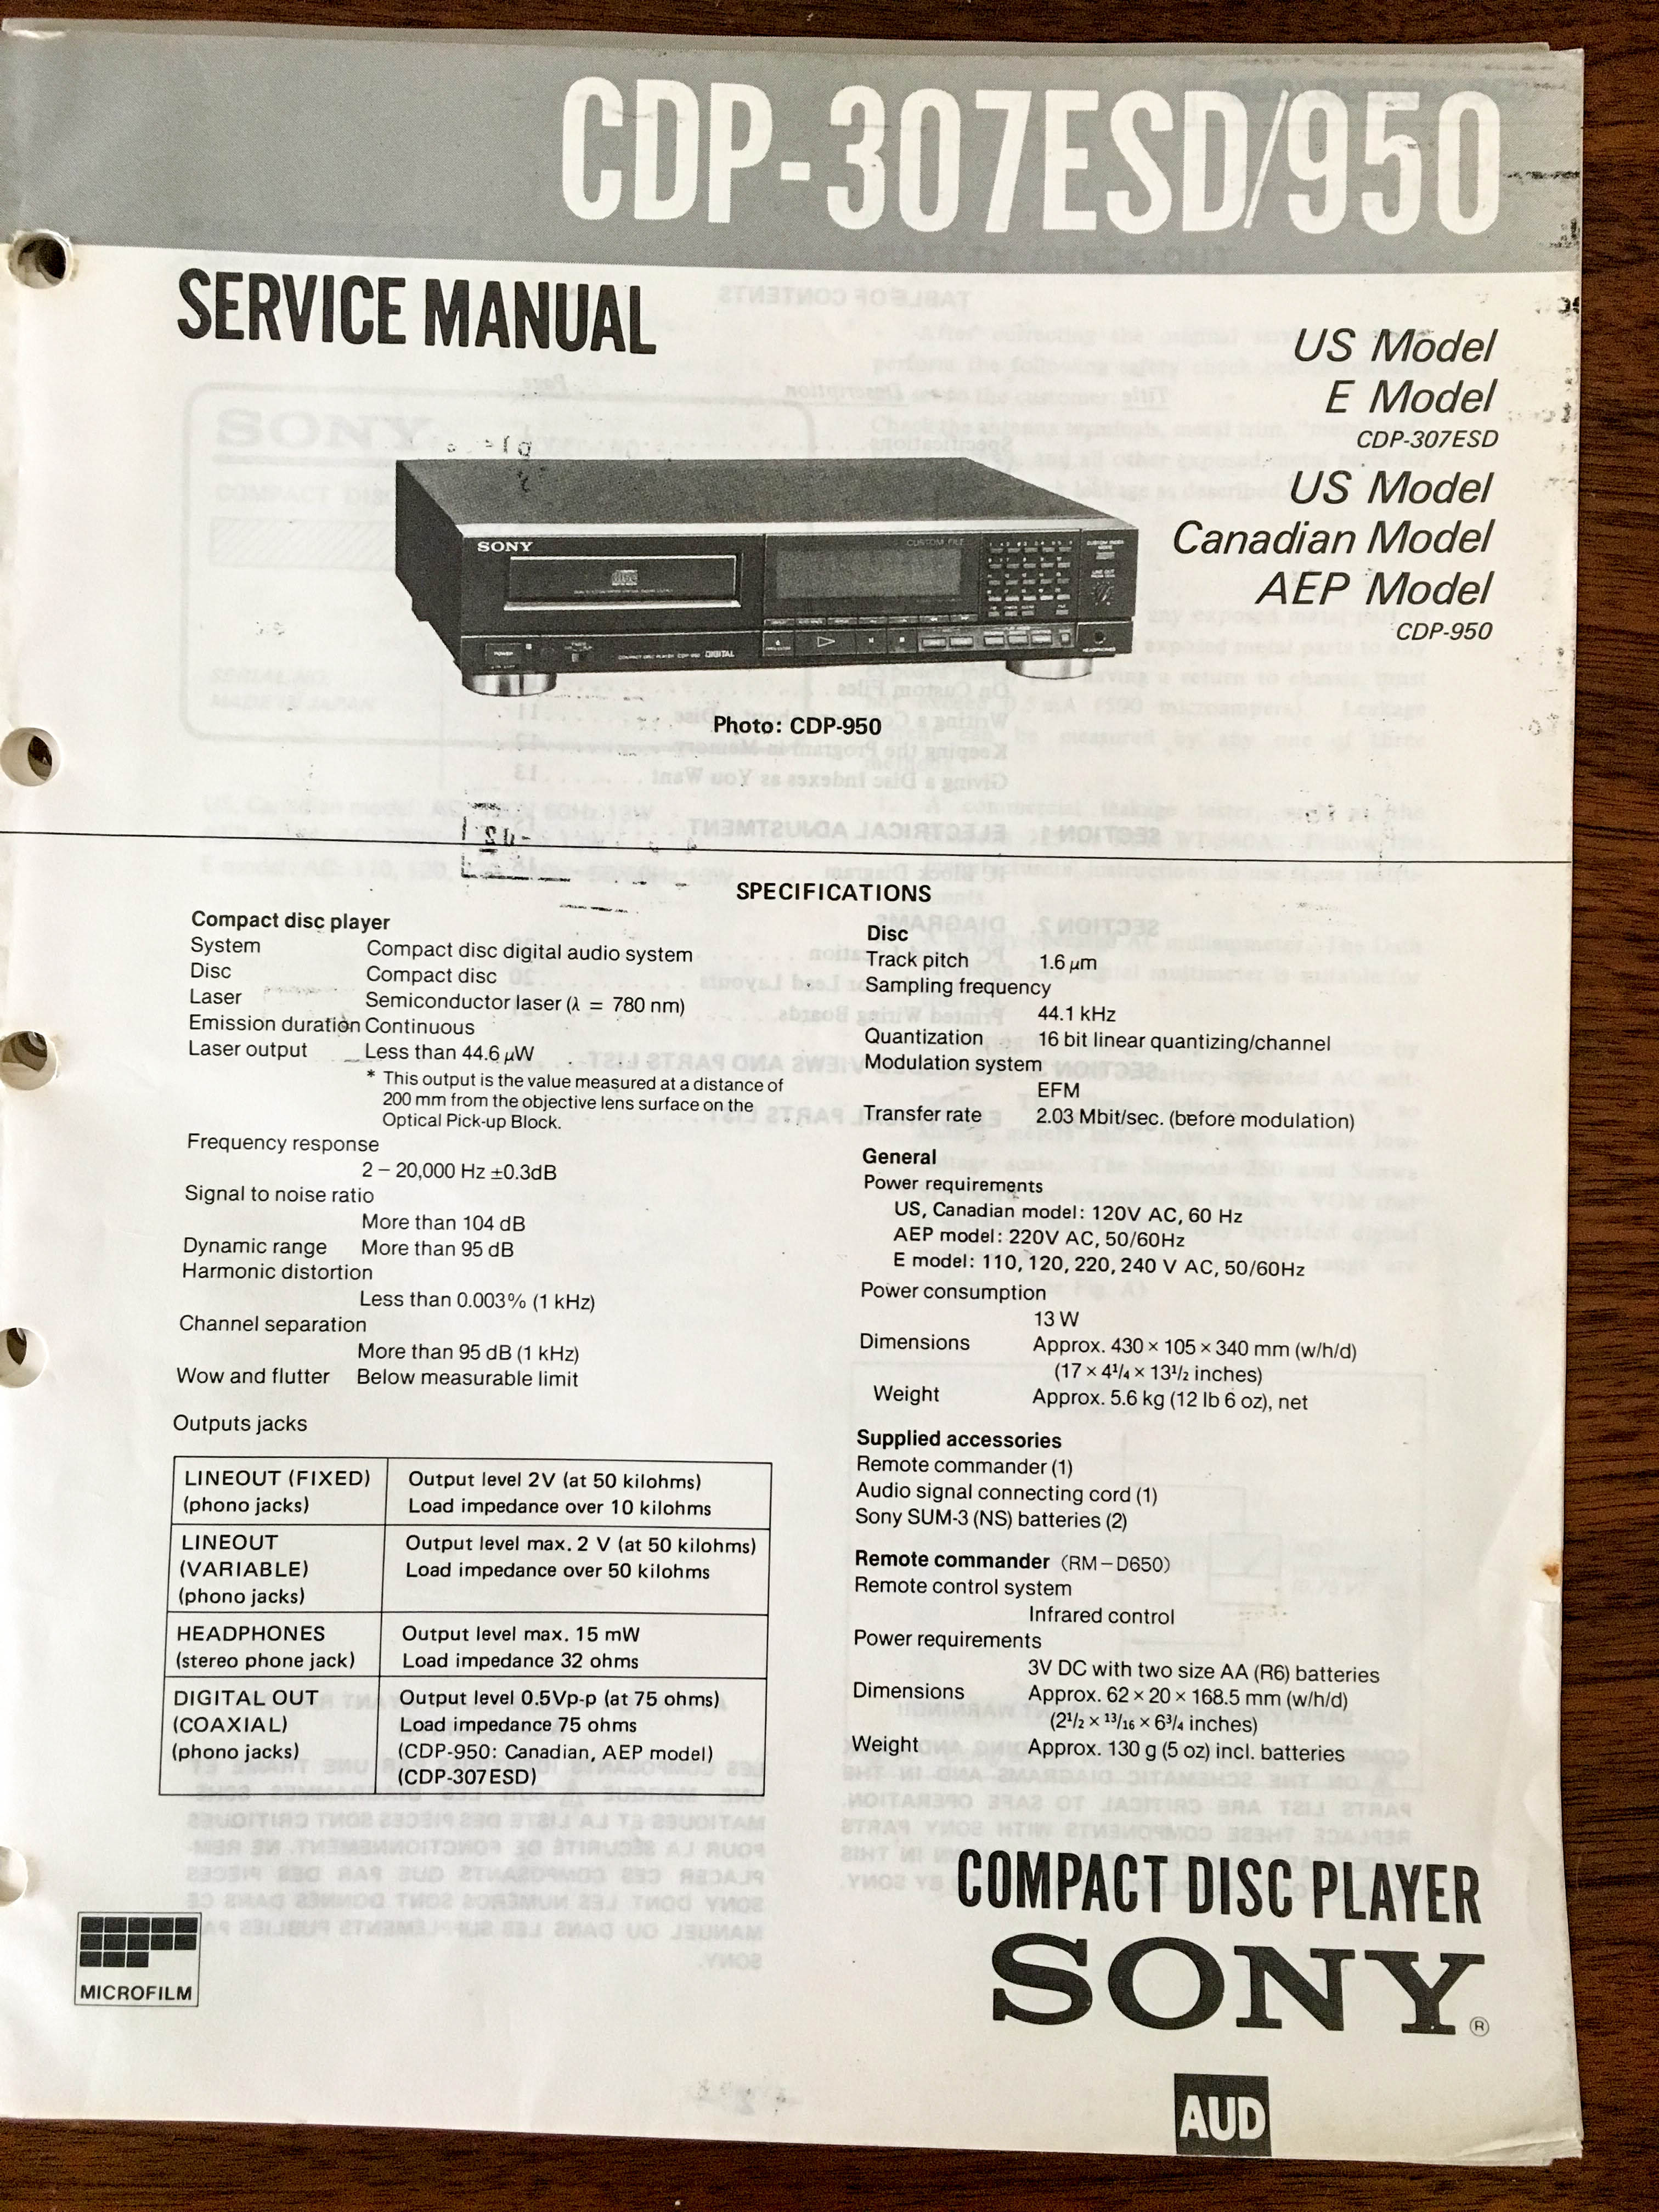 CDP-307ESD/950
SERVICE MANUAL
US Model
E Model
CDP-307ESD
US Model
Canadian Model
AEP Model
CDP-950
SONY
CUSTOM FILE
DIGITAL
Photo: CDP-950
SPECIFICATIONS
Compact disc player
System Compact disc digital audio system
Disc Compact disc
Laser Semiconductor laser (λ = 780 nm)
Emission duration Continuous
Laser output Less than 44.6 μW
* This output is the value measured at a distance of
200 mm from the objective lens surface on the
Optical Pick-up Block.
Frequency response
2 – 20,000 Hz ±0.3dB
Signal to noise ratio
More than 104 dB
Dynamic range More than 95 dB
Harmonic distortion
Less than 0.003% (1 kHz)
Channel separation
More than 95 dB (1 kHz)
Wow and flutter Below measurable limit
Outputs jacks
LINEOUT (FIXED) Output level 2V (at 50 kilohms)
(phono jacks) Load impedance over 10 kilohms
LINEOUT Output level max. 2 V (at 50 kilohms)
(VARIABLE) Load impedance over 50 kilohms
(phono jacks)
HEADPHONES Output level max. 15 mW
(stereo phone jack) Load impedance 32 ohms
DIGITAL OUT Output level 0.5Vp-p (at 75 ohms)
(COAXIAL) Load impedance 75 ohms
(phono jacks) (CDP-950: Canadian, AEP model)
(CDP-307ESD)
Disc
Track pitch 1.6 μm
Sampling frequency
44.1 kHz
Quantization 16 bit linear quantizing/channel
Modulation system
EFM
Transfer rate 2.03 Mbit/sec. (before modulation)
General
Power requirements
US, Canadian model: 120V AC, 60 Hz
AEP model: 220V AC, 50/60Hz
E model: 110, 120, 220, 240 V AC, 50/60Hz
Power consumption
13 W
Dimensions Approx. 430 × 105 × 340 mm (w/h/d)
(17 × 4¹/₄ × 13¹/₂ inches)
Weight Approx. 5.6 kg (12 lb 6 oz), net
Supplied accessories
Remote commander (1)
Audio signal connecting cord (1)
Sony SUM-3 (NS) batteries (2)
Remote commander (RM–D650)
Remote control system
Infrared control
Power requirements
3V DC with two size AA (R6) batteries
Dimensions Approx. 62 × 20 × 168.5 mm (w/h/d)
(2¹/₂ × ¹³/₁₆ × 6³/₄ inches)
Weight Approx. 130 g (5 oz) incl. batteries
COMPACT DISC PLAYER
SONY®
MICROFILM
AUD